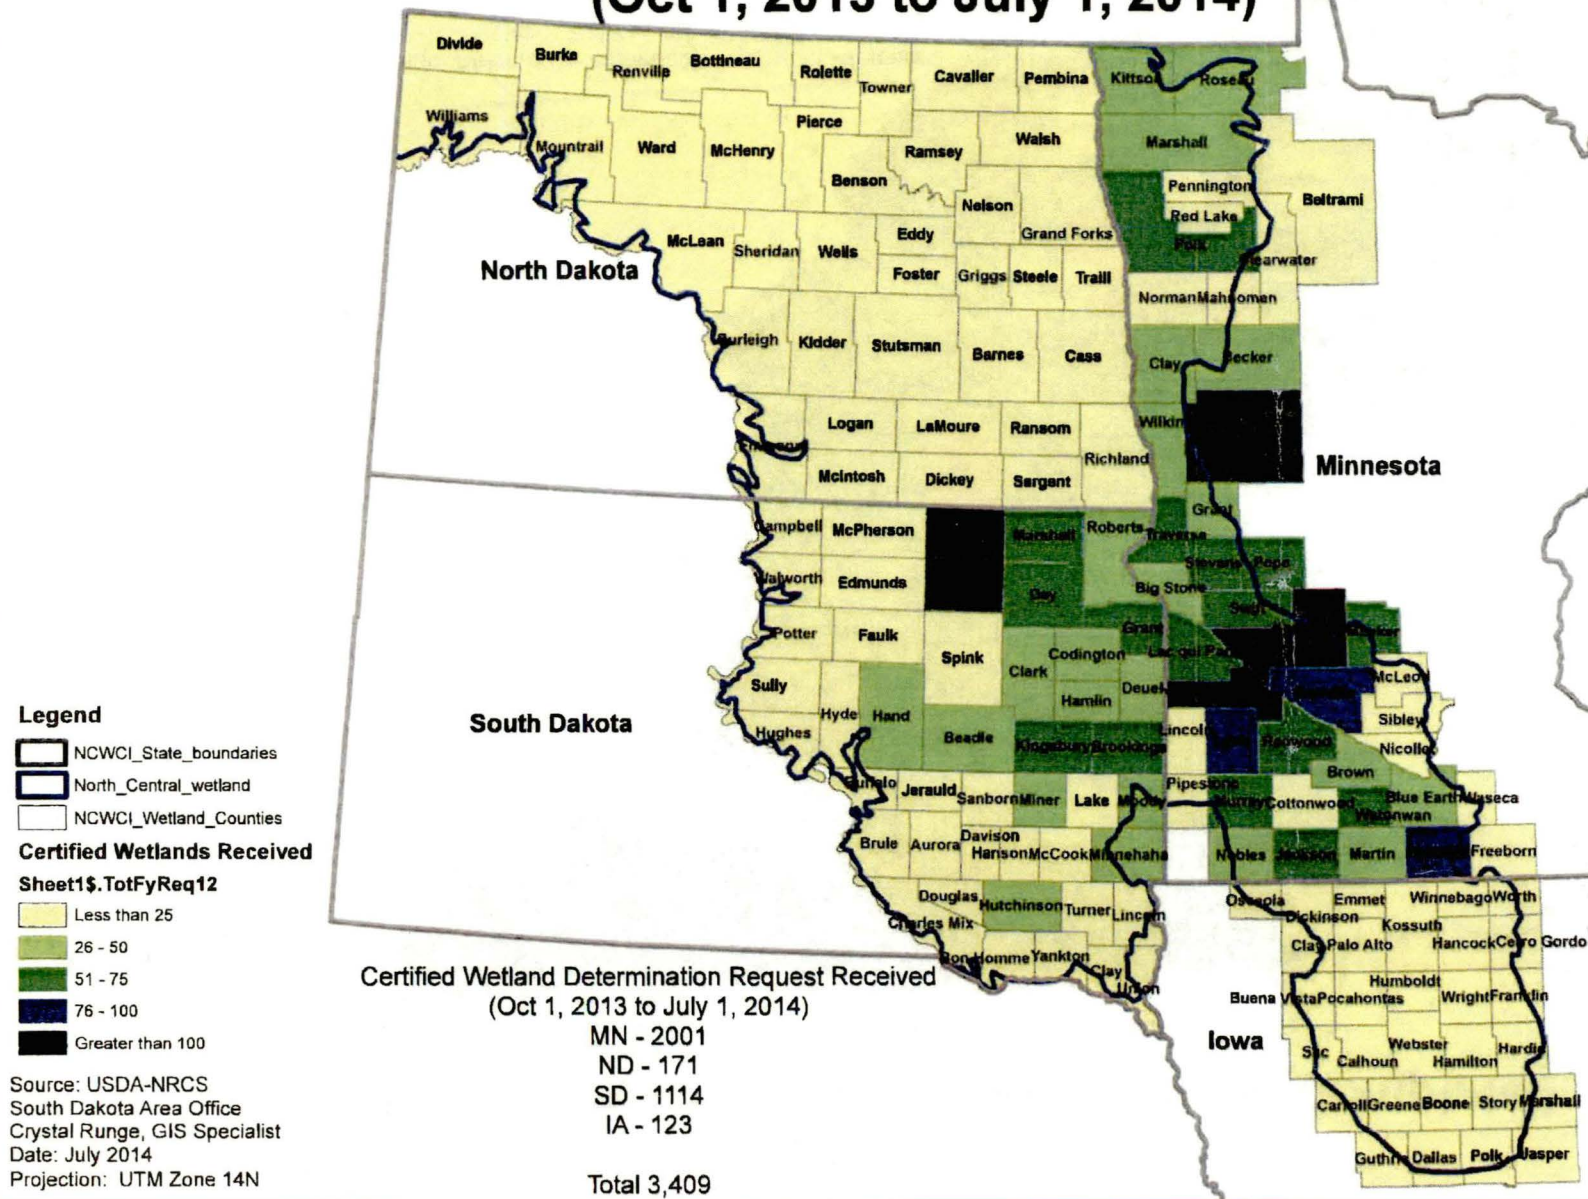 (Oct 1, 2013 to July 1, 2014)
Divide
Burke
Renville
Bottineau
Rolette
Towner
Cavalier
Pembina
Kittson
Roseau
Williams
Mountrail
Ward
McHenry
Pierce
Benson
Ramsey
Walsh
Marshall
Nelson
Grand Forks
Pennington
Red Lake
Polk
Beltrami
Clearwater
McLean
Sheridan
Wells
Eddy
Foster
Griggs
Steele
Traill
Norman
Mahnomen
North Dakota
Burleigh
Kidder
Stutsman
Barnes
Cass
Clay
Becker
Logan
LaMoure
Ransom
Richland
Wilkin
McIntosh
Dickey
Sargent
Minnesota
Grant
Campbell
McPherson
Marshall
Roberts
Traverse
Walworth
Edmunds
Day
Big Stone
Stevens
Pope
Swift
Potter
Faulk
Spink
Clark
Codington
Grant
Lac qui Par
Hamlin
Deuel
McLeod
Sully
Hyde
Hand
Beadle
Kingsbury
Brookings
Lincoln
Redwood
Sibley
Nicollet
Hughes
South Dakota
Buffalo
Jerauld
Sanborn
Miner
Lake
Moody
Pipestone
Murray
Cottonwood
Brown
Watonwan
Blue Earth
Waseca
Brule
Aurora
Davison
Hanson
McCook
Minnehaha
Nobles
Jackson
Martin
Freeborn
Douglas
Hutchinson
Turner
Lincoln
Charles Mix
Bon Homme
Yankton
Clay
Union
Osceola
Dickinson
Emmet
Kossuth
Winnebago
Worth
Clay
Palo Alto
Hancock
Cerro Gordo
Buena Vista
Pocahontas
Humboldt
Wright
Franklin
Iowa
Sac
Calhoun
Webster
Hamilton
Hardin
Carroll
Greene
Boone
Story
Marshall
Guthrie
Dallas
Polk
Jasper
Legend
NCWCI_State_boundaries
North_Central_wetland
NCWCI_Wetland_Counties
Certified Wetlands Received
Sheet1$.TotFyReq12
Less than 25
26 - 50
51 - 75
76 - 100
Greater than 100
Source: USDA-NRCS
South Dakota Area Office
Crystal Runge, GIS Specialist
Date: July 2014
Projection: UTM Zone 14N
Certified Wetland Determination Request Received
(Oct 1, 2013 to July 1, 2014)
MN - 2001
ND - 171
SD - 1114
IA - 123
Total 3,409